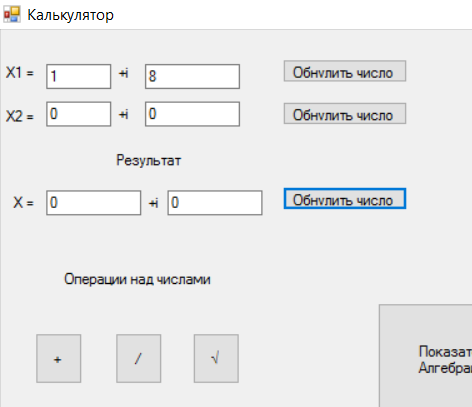 Калькулятор
X1 = 1 +i 8 Обнулить число
X2 = 0 +i 0 Обнулить число
Результат
X = 0 +i 0 Обнулить число
Операции над числами
+ / √
Показат
Алгебраи